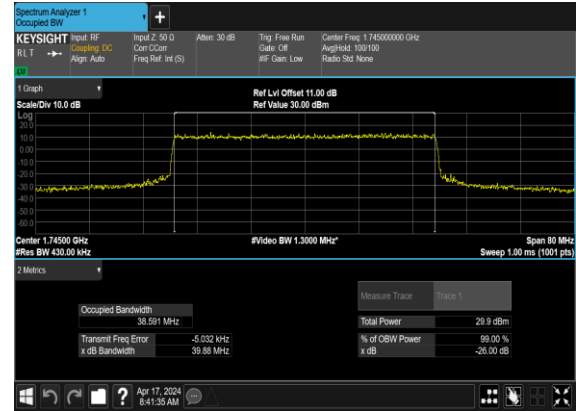 Spectrum Analyzer 1
Occupied BW
+
KEYSIGHT Input: RF Input Z: 50 Ω Atten: 30 dB Trig: Free Run Center Freq: 1.745000000 GHz
RLT Coupling: DC Corr CCorr Gate: Off Avg|Hold: 100/100
Align: Auto Freq Ref: Int (S) #IF Gain: Low Radio Std: None
LW
1 Graph
Ref Lvl Offset 11.00 dB
Scale/Div 10.0 dB Ref Value 30.00 dBm
Log
20.0
10.0
0.00
-10.0
-20.0
-30.0
-40.0
-50.0
-60.0
Center 1.74500 GHz #Video BW 1.3000 MHz* Span 80 MHz
#Res BW 430.00 kHz Sweep 1.00 ms (1001 pts)
2 Metrics
Measure Trace Trace 1
Occupied Bandwidth
38.591 MHz Total Power 29.9 dBm
Transmit Freq Error -5.032 kHz % of OBW Power 99.00 %
x dB Bandwidth 39.88 MHz x dB -26.00 dB
? Apr 17, 2024
8:41:35 AM